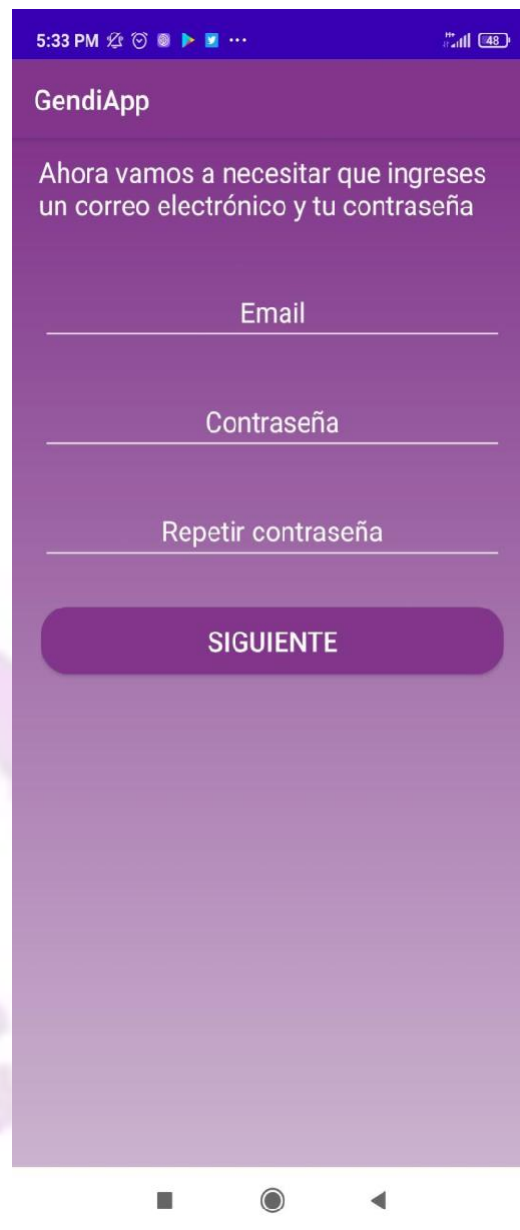 5:33 PM ··· 48
GendiApp
Ahora vamos a necesitar que ingreses
un correo electrónico y tu contraseña
Email
Contraseña
Repetir contraseña
SIGUIENTE